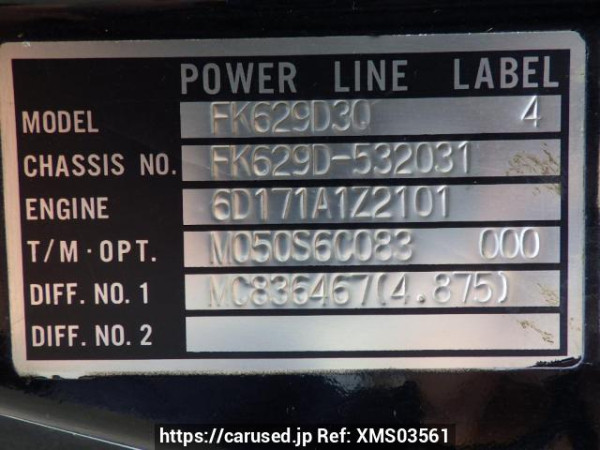 POWER LINE LABEL
MODEL FK629D3Q 4
CHASSIS NO. FK629D-532031
ENGINE 6D171A1Z2101
T/M·OPT. M050S6C083 000
DIFF. NO. 1 MC836467(4.875)
DIFF. NO. 2
https://carused.jp Ref: XMS03561